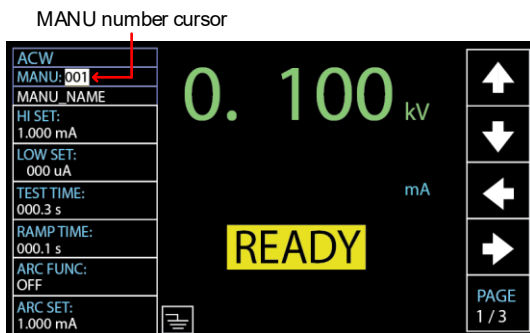 MANU number cursor
ACW
MANU: 001
MANU_NAME
HI SET:
1.000 mA
LOW SET:
000 uA
TEST TIME:
000.3 s
RAMP TIME:
000.1 s
ARC FUNC:
OFF
ARC SET:
1.000 mA
0. 100 kV
mA
READY
PAGE
1 / 3